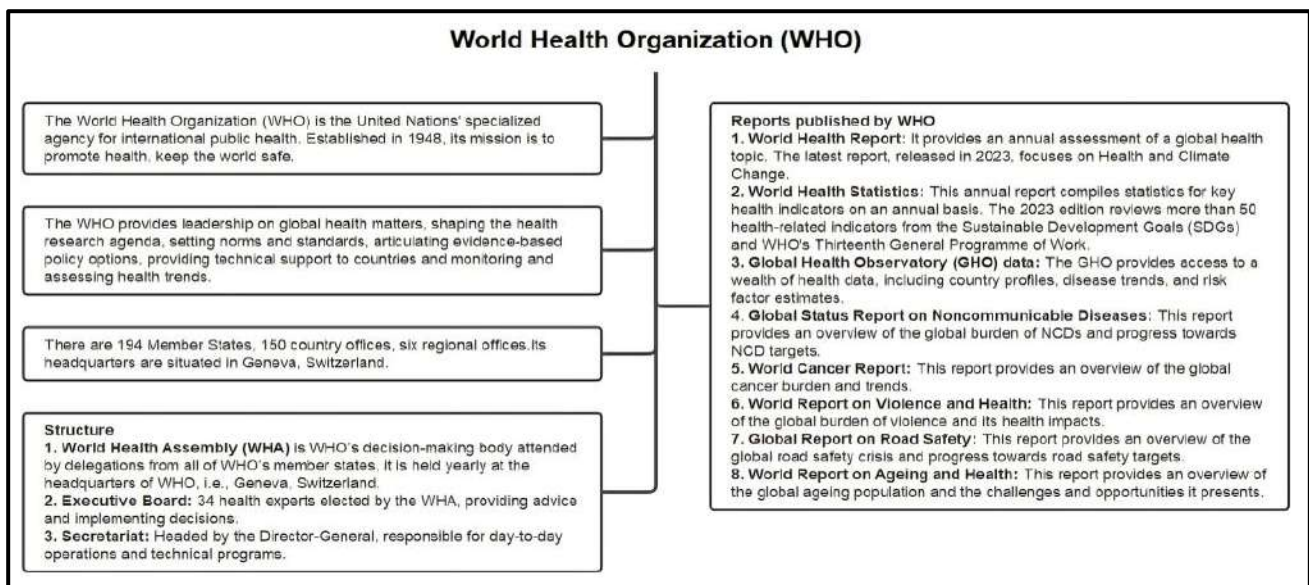 World Health Organization (WHO)
The World Health Organization (WHO) is the United Nations' specialized
agency for international public health. Established in 1948, its mission is to
promote health, keep the world safe.
The WHO provides leadership on global health matters, shaping the health
research agenda, setting norms and standards, articulating evidence-based
policy options, providing technical support to countries and monitoring and
assessing health trends.
There are 194 Member States, 150 country offices, six regional offices.Its
headquarters are situated in Geneva, Switzerland.
Structure
1. World Health Assembly (WHA) is WHO's decision-making body attended
by delegations from all of WHO's member states, it is held yearly at the
headquarters of WHO, i.e., Geneva, Switzerland.
2. Executive Board: 34 health experts elected by the WHA, providing advice
and implementing decisions.
3. Secretariat: Headed by the Director-General, responsible for day-to-day
operations and technical programs.
Reports published by WHO
1. World Health Report: It provides an annual assessment of a global health
topic. The latest report, released in 2023, focuses on Health and Climate
Change.
2. World Health Statistics: This annual report compiles statistics for key
health indicators on an annual basis. The 2023 edition reviews more than 50
health-related indicators from the Sustainable Development Goals (SDGs)
and WHO's Thirteenth General Programme of Work.
3. Global Health Observatory (GHO) data: The GHO provides access to a
wealth of health data, including country profiles, disease trends, and risk
factor estimates.
4. Global Status Report on Noncommunicable Diseases: This report
provides an overview of the global burden of NCDs and progress towards
NCD targets.
5. World Cancer Report: This report provides an overview of the global
cancer burden and trends.
6. World Report on Violence and Health: This report provides an overview
of the global burden of violence and its health impacts.
7. Global Report on Road Safety: This report provides an overview of the
global road safety crisis and progress towards road safety targets.
8. World Report on Ageing and Health: This report provides an overview of
the global ageing population and the challenges and opportunities it presents.